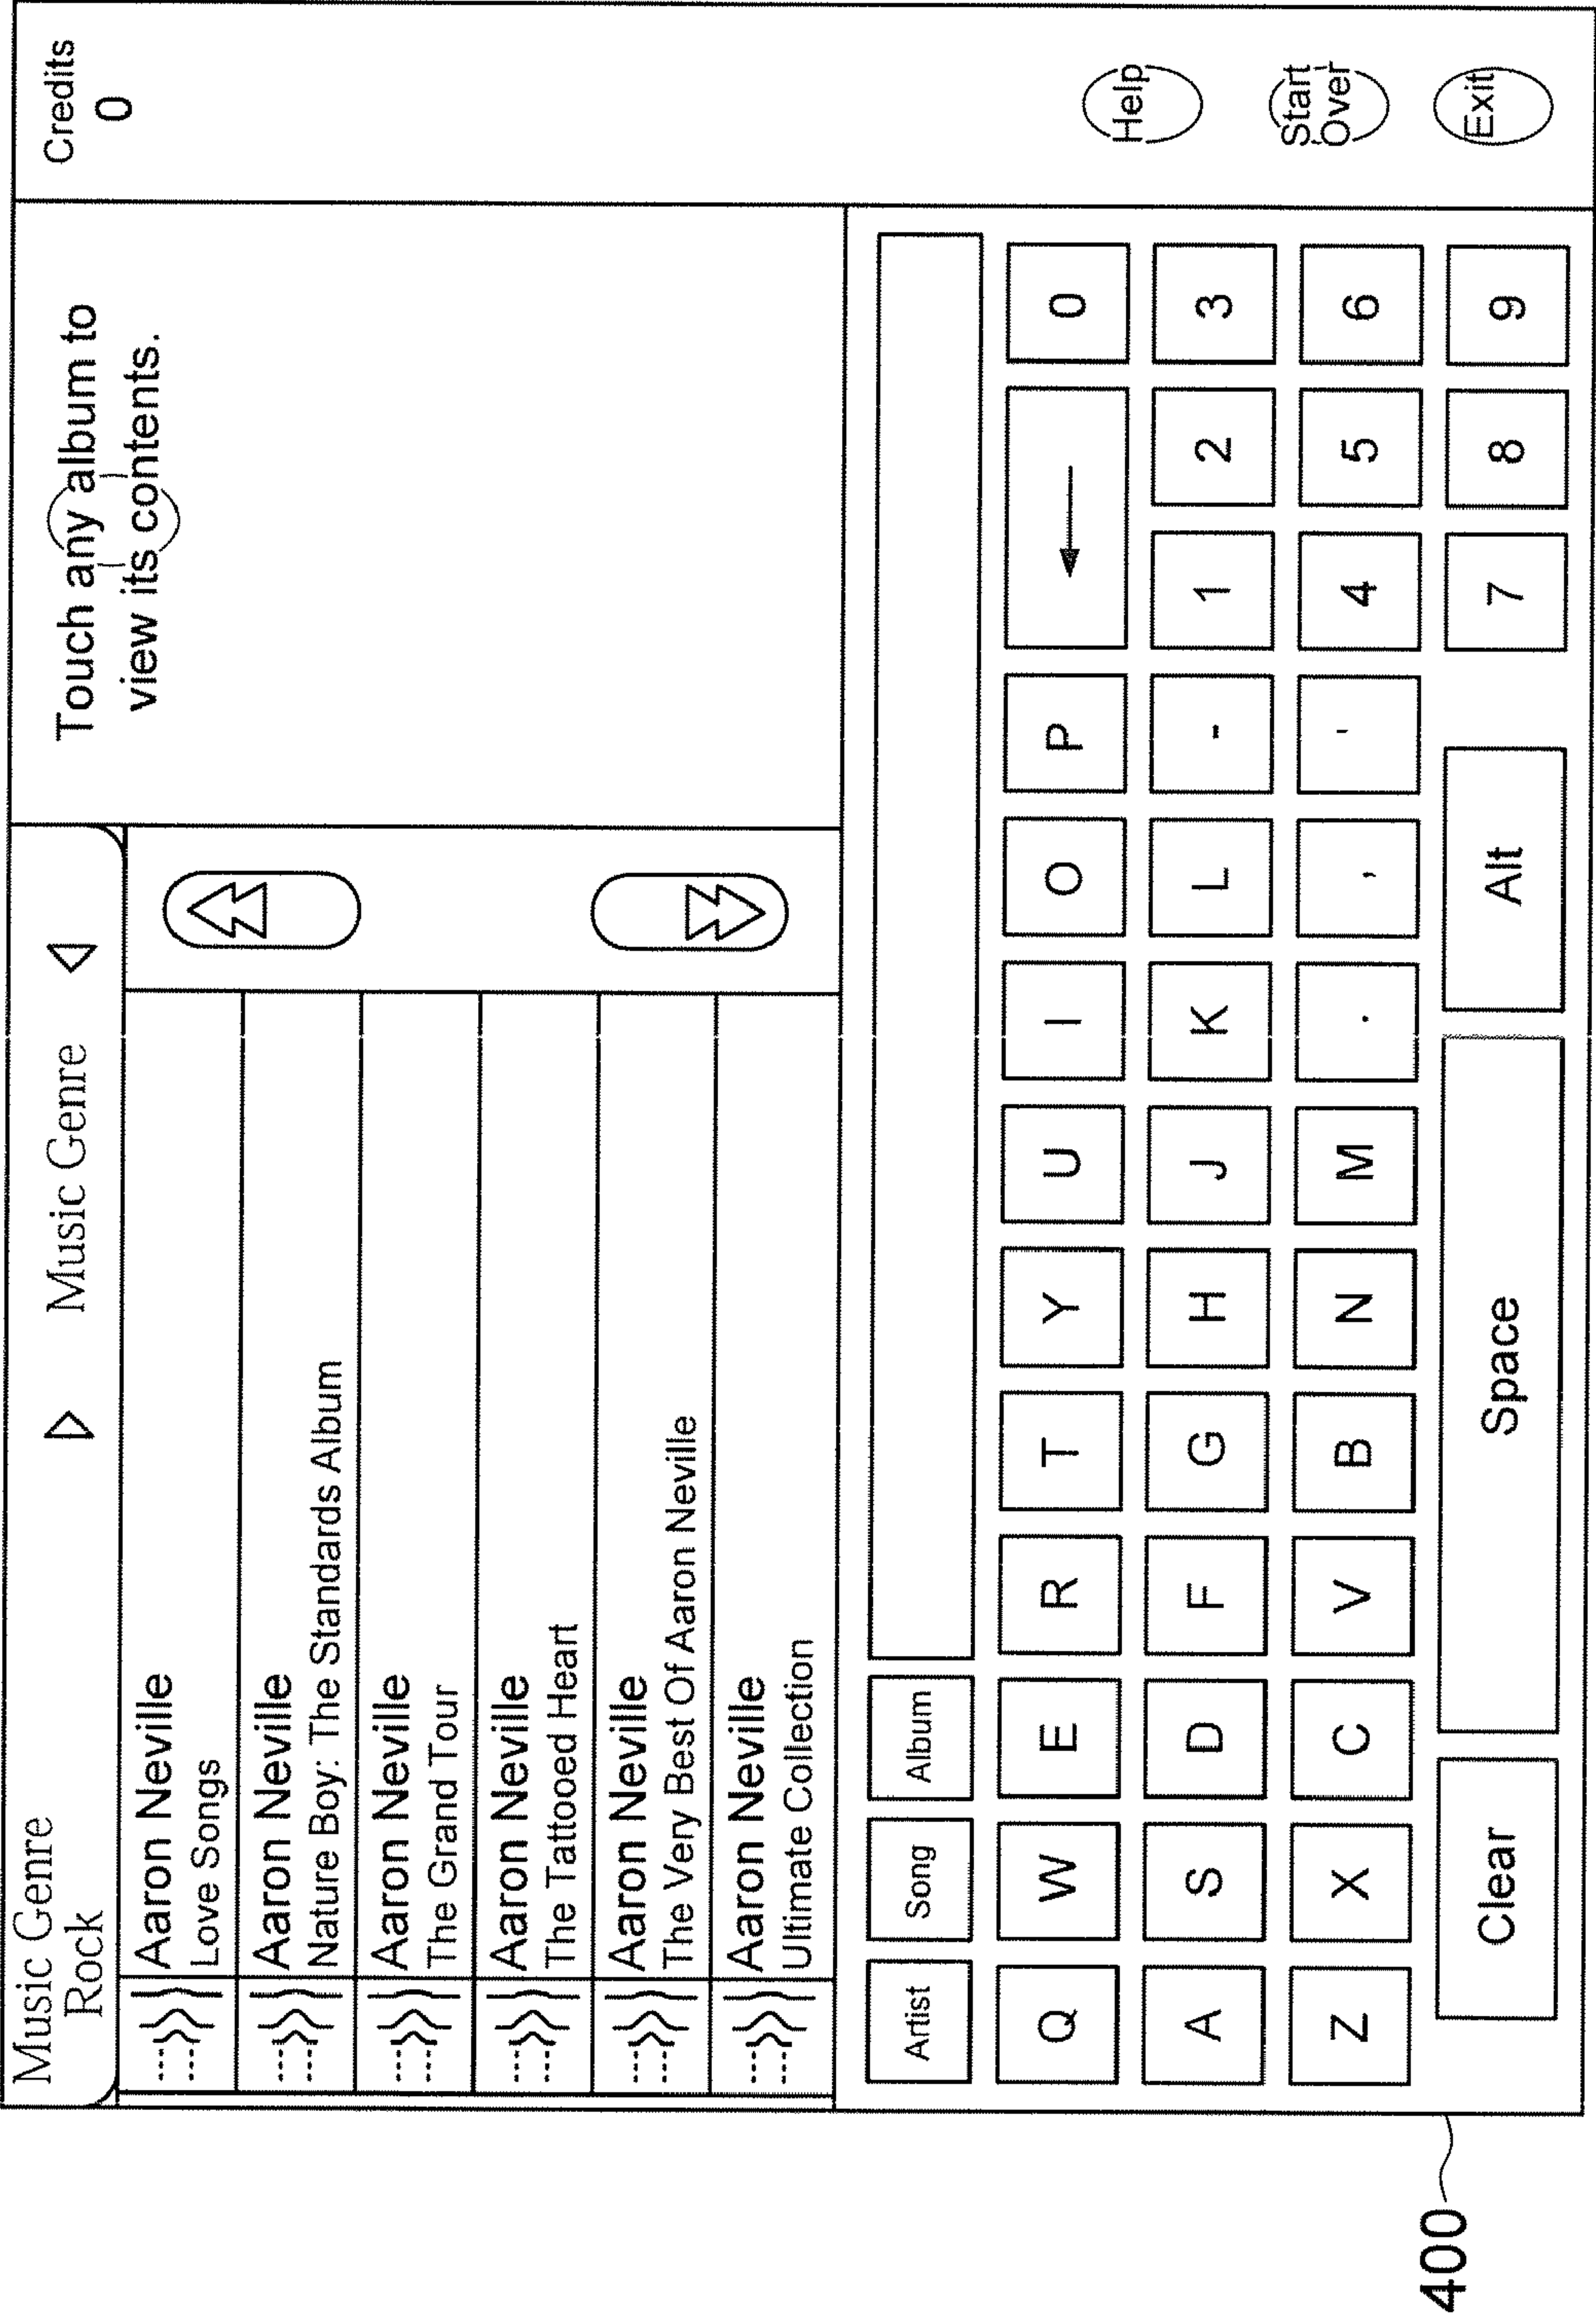 Music Genre
Rock
Music Genre
Touch any album to
view its contents.
Credits
0
Aaron Neville
Love Songs
Aaron Neville
Nature Boy: The Standards Album
Aaron Neville
The Grand Tour
Aaron Neville
The Tattooed Heart
Aaron Neville
The Very Best Of Aaron Neville
Aaron Neville
Ultimate Collection
Help
Start
Over
Exit
Artist Song Album
Q W E R T Y U I O P ← 0
A S D F G H J K L - 1 2 3
Z X C V B N M . , ' 4 5 6
Clear Space Alt 7 8 9
400